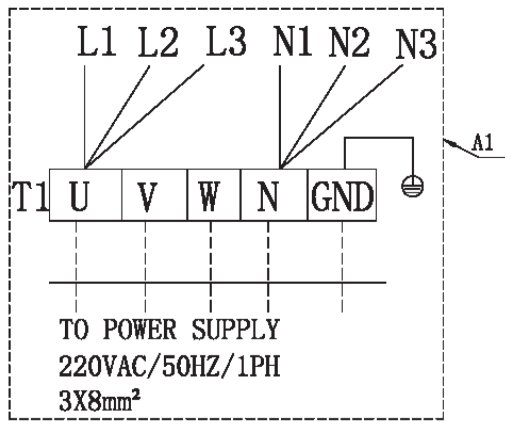 L1 L2 L3 N1 N2 N3
A1
T1 U V W N GND
TO POWER SUPPLY
220VAC/50HZ/1PH
3X8mm²